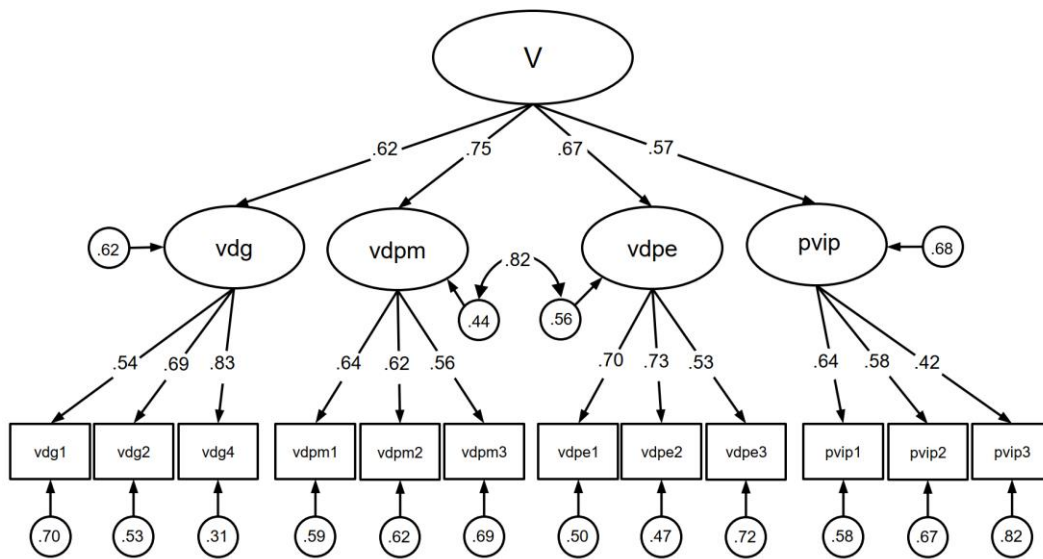 V
.62 .75 .67 .57
vdg vdpm vdpe pvip
.62 .82 .68
.44 .56
.54 .69 .83 .64 .62 .56 .70 .73 .53 .64 .58 .42
vdg1 vdg2 vdg4 vdpm1 vdpm2 vdpm3 vdpe1 vdpe2 vdpe3 pvip1 pvip2 pvip3
.70 .53 .31 .59 .62 .69 .50 .47 .72 .58 .67 .82